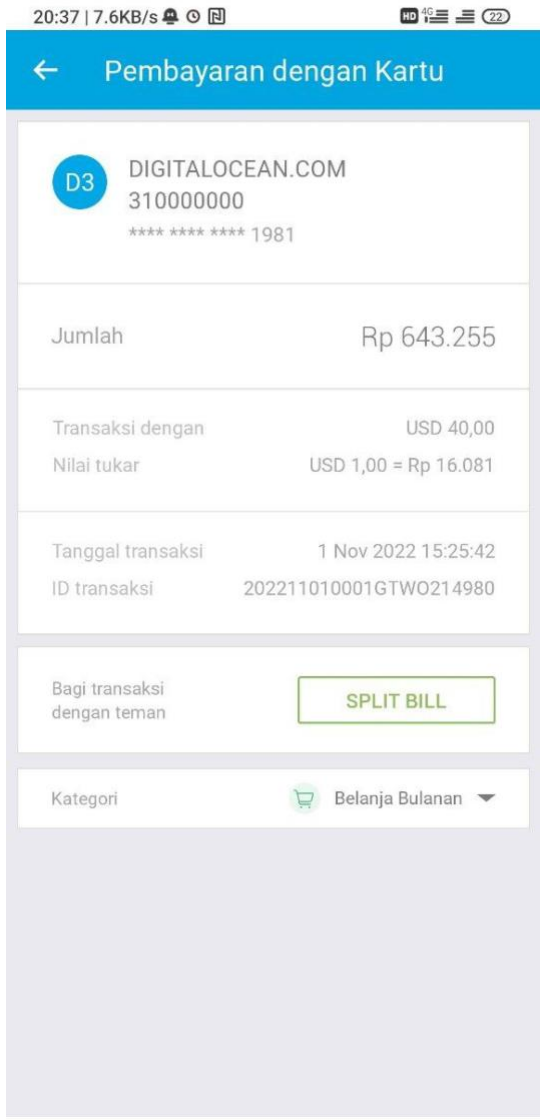 20:37 | 7.6KB/s HD 4G 22
Pembayaran dengan Kartu
D3
DIGITALOCEAN.COM
310000000
**** **** **** 1981
Jumlah Rp 643.255
Transaksi dengan USD 40,00
Nilai tukar USD 1,00 = Rp 16.081
Tanggal transaksi 1 Nov 2022 15:25:42
ID transaksi 202211010001GTWO214980
Bagi transaksi
dengan teman
SPLIT BILL
Kategori Belanja Bulanan